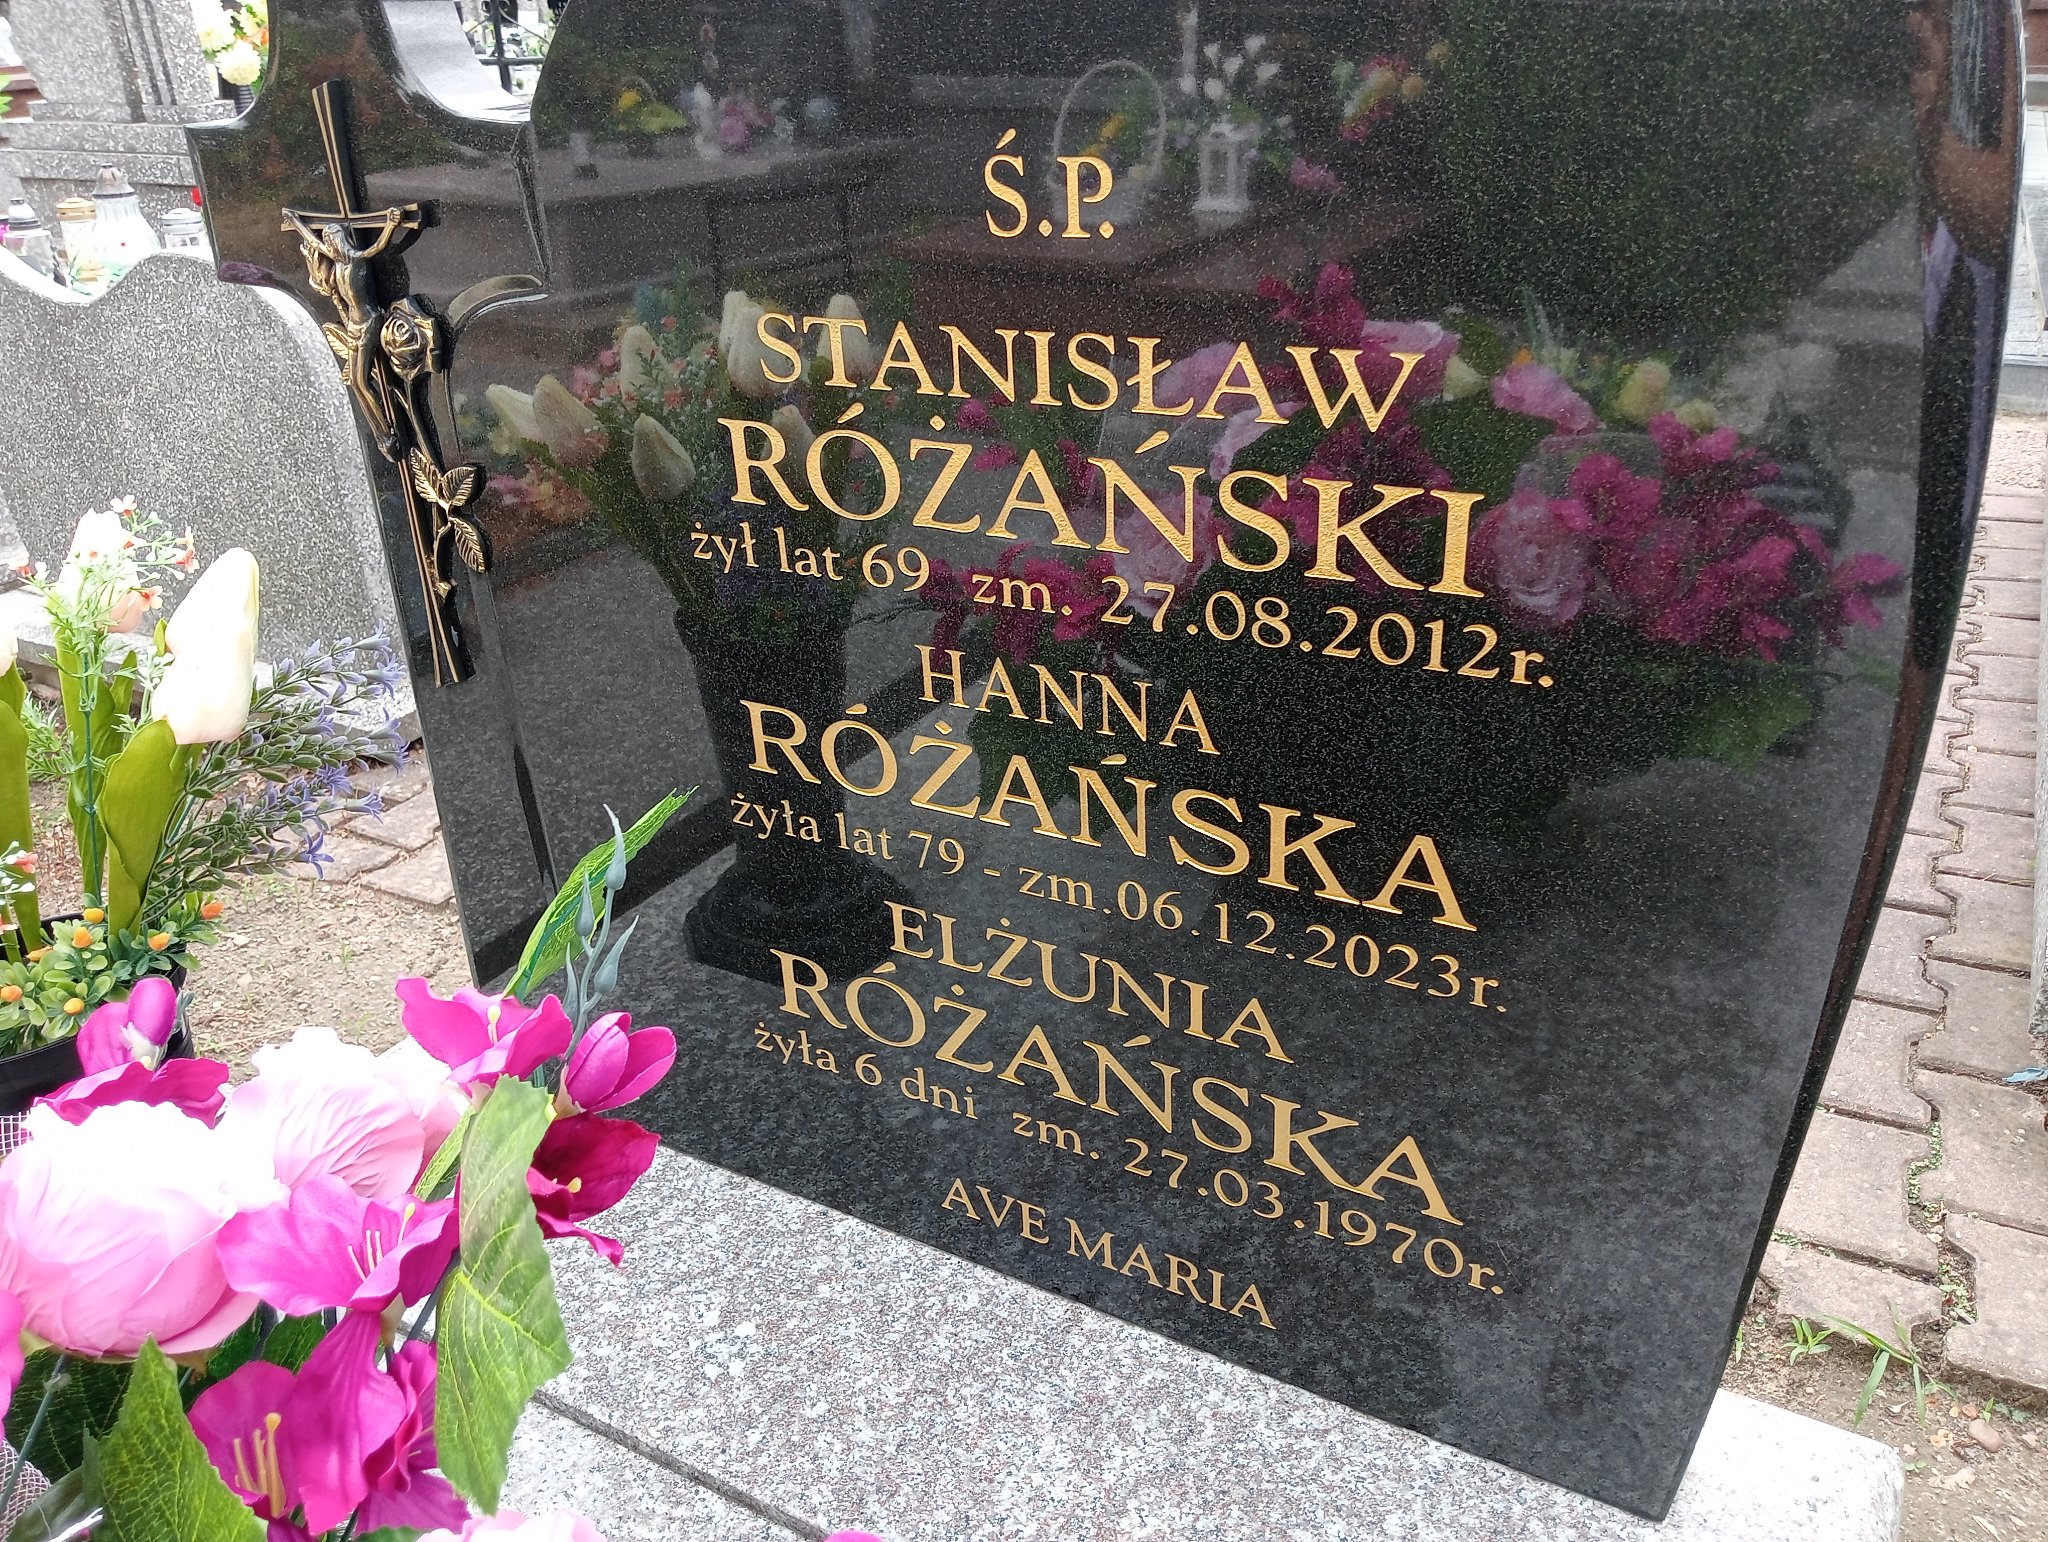 Ś.P.
STANISŁAW
RÓŻAŃSKI
żył lat 69 zm. 27.08.2012r.
HANNA
RÓŻAŃSKA
żyła lat 79 - zm.06.12.2023r.
ELŻUNIA
RÓŻAŃSKA
żyła 6 dni zm. 27.03.1970r.
AVE MARIA